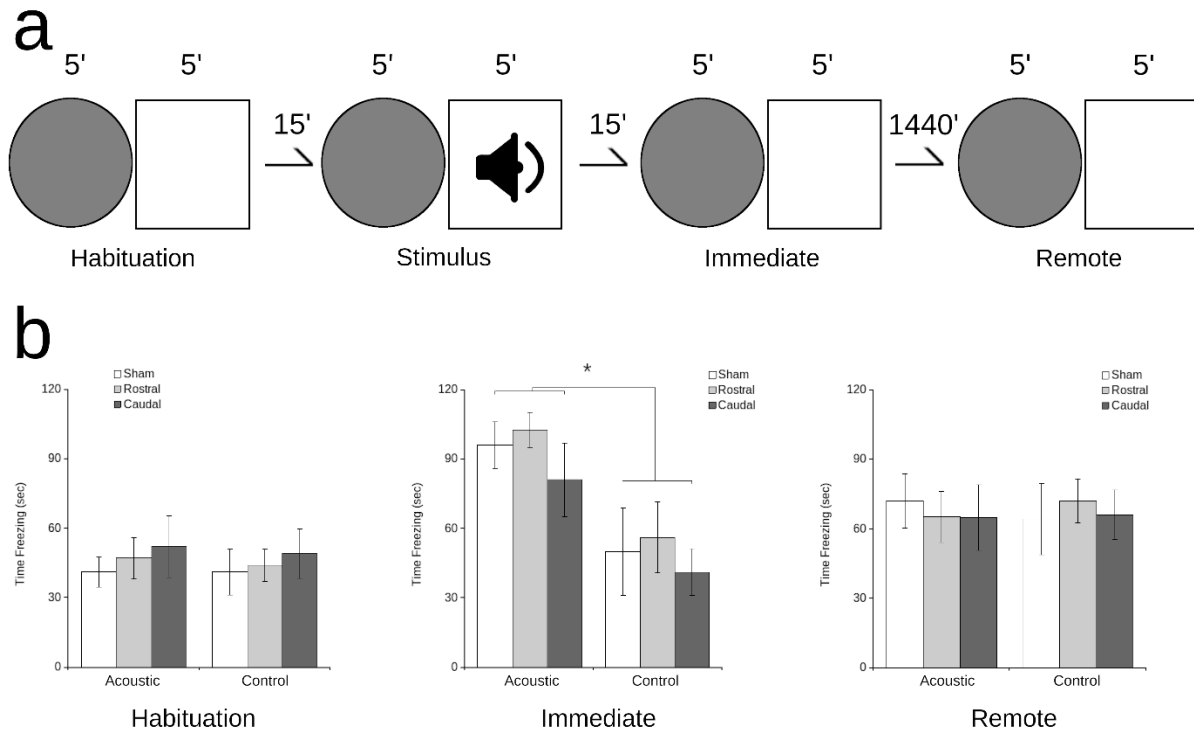 a
5' 5' 5' 5' 5' 5' 5' 5'
15' 15' 1440'
Habituation Stimulus Immediate Remote
b
Sham
Rostral
Caudal
120
90
60
30
0
Time Freezing (sec)
Acoustic Control
Habituation
*
Sham
Rostral
Caudal
120
90
60
30
0
Time Freezing (sec)
Acoustic Control
Immediate
Sham
Rostral
Caudal
120
90
60
30
0
Time Freezing (sec)
Acoustic Control
Remote